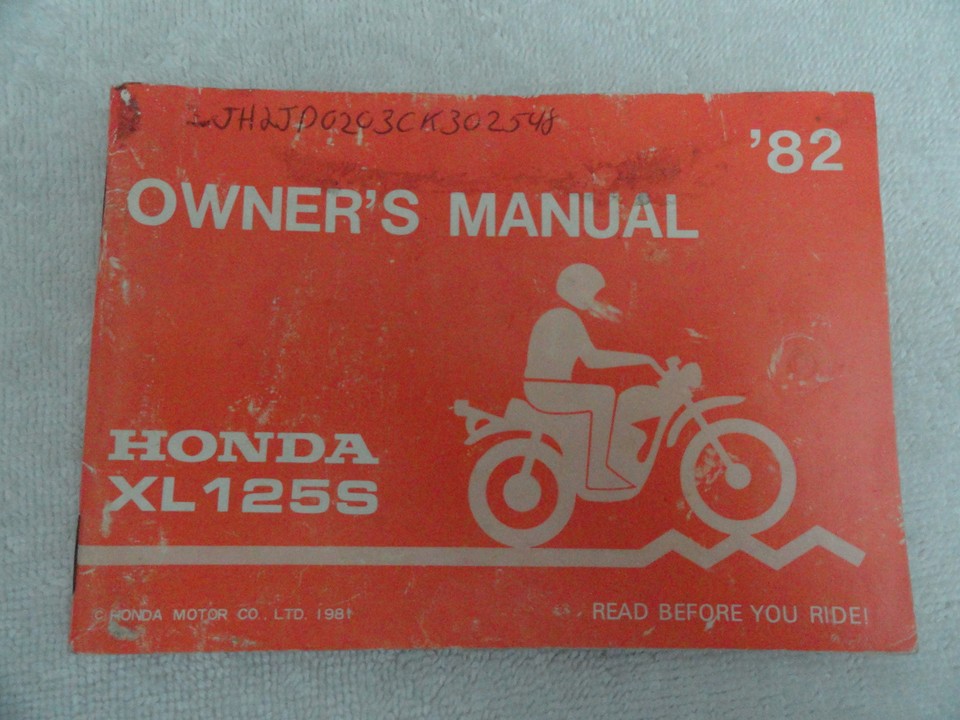 JH2JD0203CK302548
'82
OWNER'S MANUAL
HONDA
XL125S
© HONDA MOTOR CO., LTD. 1981
READ BEFORE YOU RIDE!